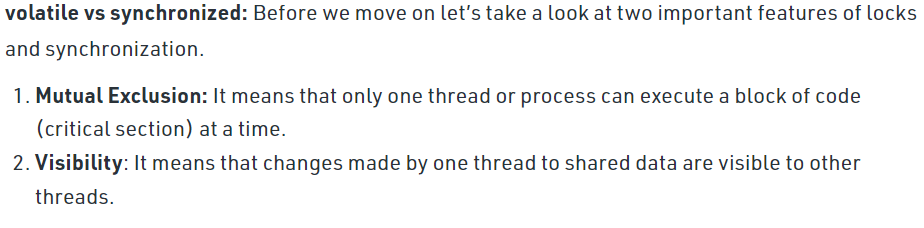 volatile vs synchronized: Before we move on let's take a look at two important features of locks
and synchronization.
1. Mutual Exclusion: It means that only one thread or process can execute a block of code
(critical section) at a time.
2. Visibility: It means that changes made by one thread to shared data are visible to other
threads.